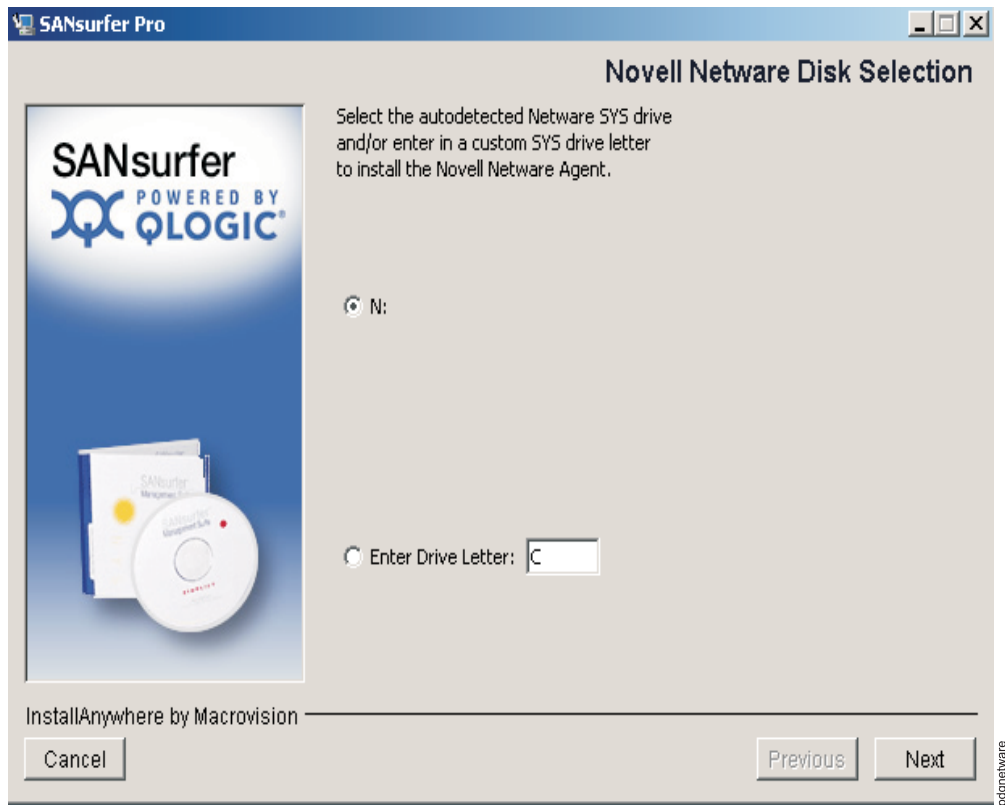 SANsurfer Pro
Novell Netware Disk Selection
Select the autodetected Netware SYS drive
and/or enter in a custom SYS drive letter
to install the Novell Netware Agent.
SANsurfer
POWERED BY
QLOGIC®
N:
SANsurfer
Enter Drive Letter: C
InstallAnywhere by Macrovision
Cancel
Previous
Next